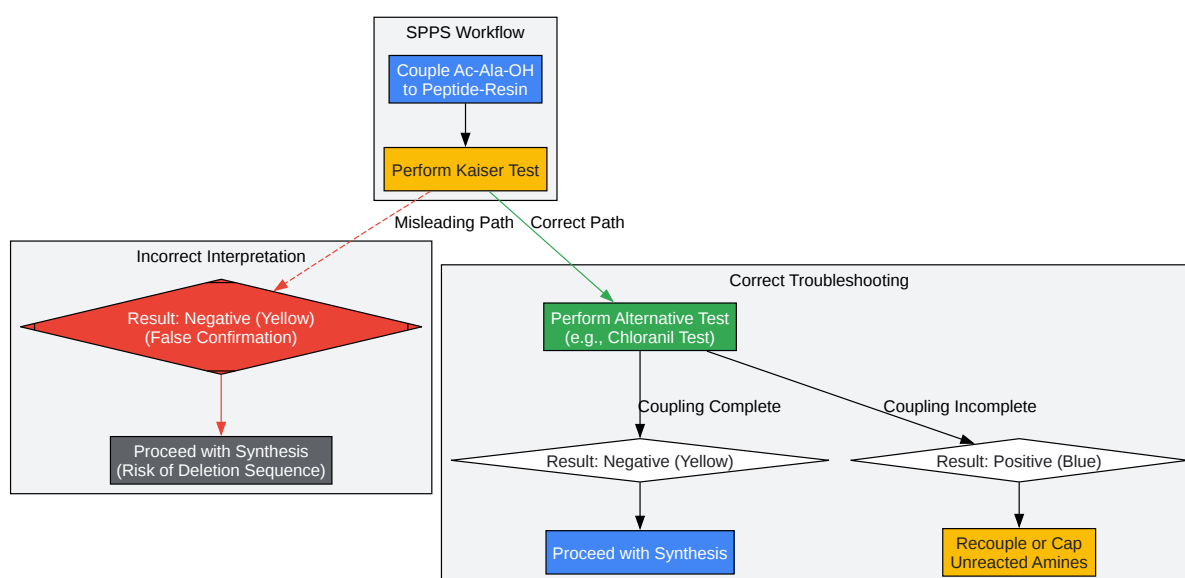 SPPS Workflow
Couple Ac-Ala-OH
to Peptide-Resin
Perform Kaiser Test
Misleading Path
Correct Path
Incorrect Interpretation
Result: Negative (Yellow)
(False Confirmation)
Proceed with Synthesis
(Risk of Deletion Sequence)
Correct Troubleshooting
Perform Alternative Test
(e.g., Chloranil Test)
Coupling Complete
Coupling Incomplete
Result: Negative (Yellow)
Result: Positive (Blue)
Proceed with Synthesis
Recouple or Cap
Unreacted Amines